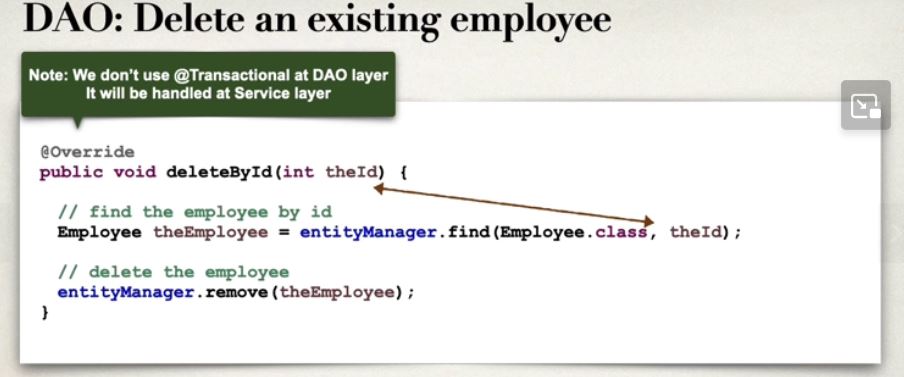 DAO: Delete an existing employee
Note: We don't use @Transactional at DAO layer
It will be handled at Service layer
@Override
public void deleteById(int theId) {
// find the employee by id
Employee theEmployee = entityManager.find(Employee.class, theId);
// delete the employee
entityManager.remove(theEmployee);
}